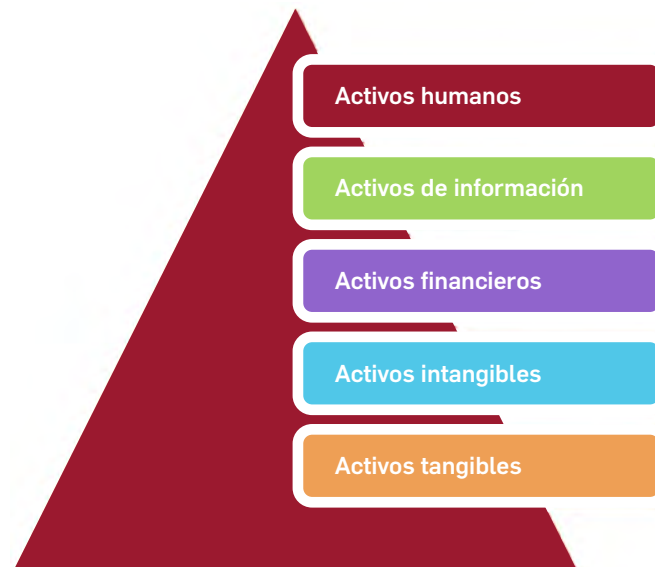 Activos humanos
Activos de información
Activos financieros
Activos intangibles
Activos tangibles